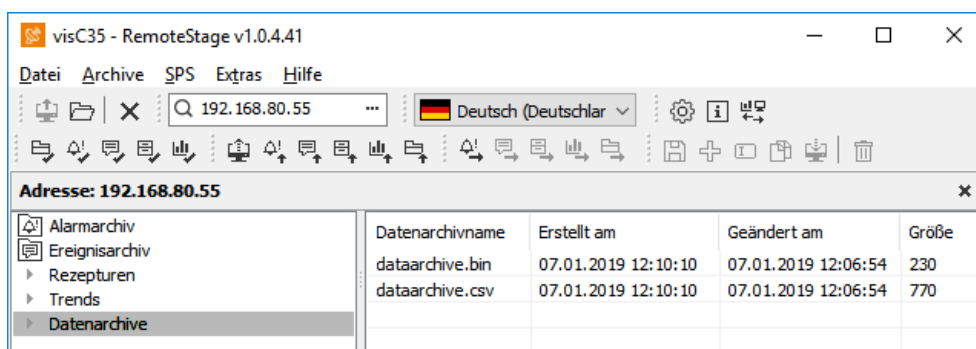 visC35 - RemoteStage v1.0.4.41
Datei Archive SPS Extras Hilfe
192.168.80.55 ... Deutsch (Deutschlar
Adresse: 192.168.80.55
Alarmarchiv
Ereignisarchiv
Rezepturen
Trends
Datenarchive
Datenarchivname Erstellt am Geändert am Größe
dataarchive.bin 07.01.2019 12:10:10 07.01.2019 12:06:54 230
dataarchive.csv 07.01.2019 12:10:10 07.01.2019 12:06:54 770